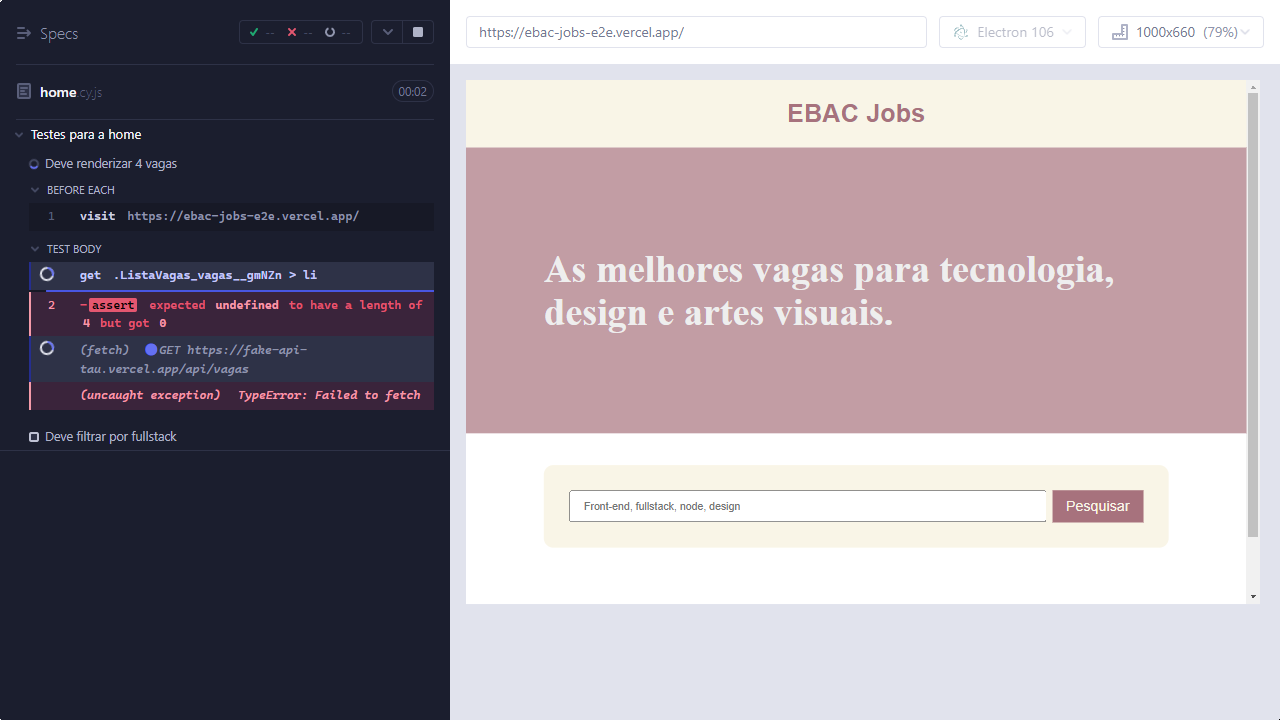 Specs
-- -- --
home.cy.js
00:02
Testes para a home
Deve renderizar 4 vagas
BEFORE EACH
1 visit https://ebac-jobs-e2e.vercel.app/
TEST BODY
get .ListaVagas_vagas__gmNZn > li
2 -assert expected undefined to have a length of
4 but got 0
(fetch) GET https://fake-api-
tau.vercel.app/api/vagas
(uncaught exception) TypeError: Failed to fetch
Deve filtrar por fullstack
https://ebac-jobs-e2e.vercel.app/
Electron 106
1000x660 (79%)
EBAC Jobs
As melhores vagas para tecnologia,
design e artes visuais.
Front-end, fullstack, node, design
Pesquisar